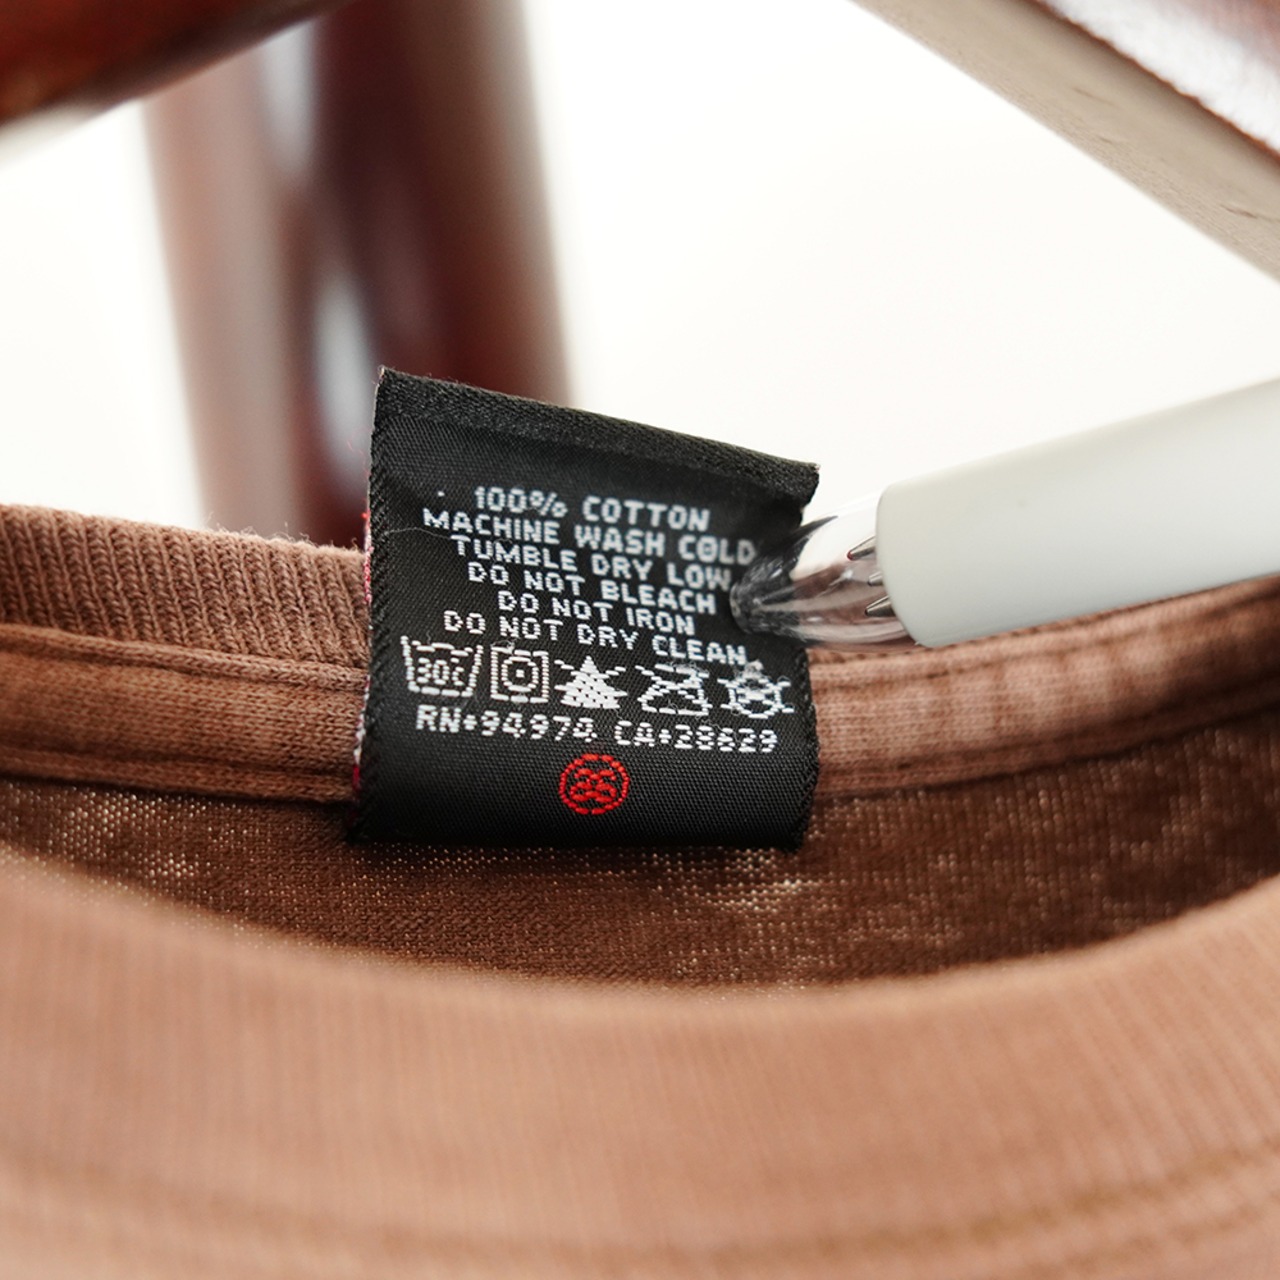 100% COTTON
MACHINE WASH COLD
TUMBLE DRY LOW
DO NOT BLEACH
DO NOT IRON
DO NOT DRY CLEAN
30C
RN•94974 CA•28629